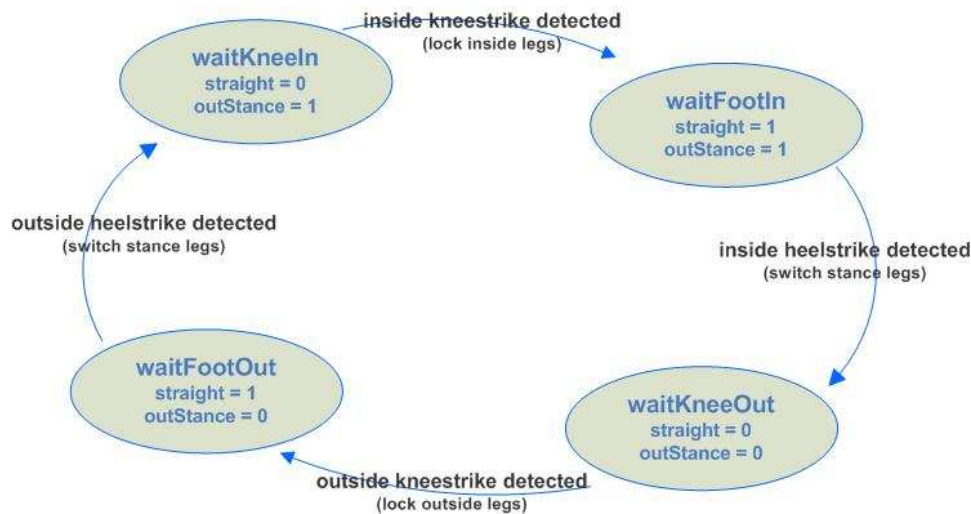 inside kneestrike detected
(lock inside legs)
waitKneeIn
straight = 0
outStance = 1
waitFootIn
straight = 1
outStance = 1
outside heelstrike detected
(switch stance legs)
inside heelstrike detected
(switch stance legs)
waitFootOut
straight = 1
outStance = 0
waitKneeOut
straight = 0
outStance = 0
outside kneestrike detected
(lock outside legs)